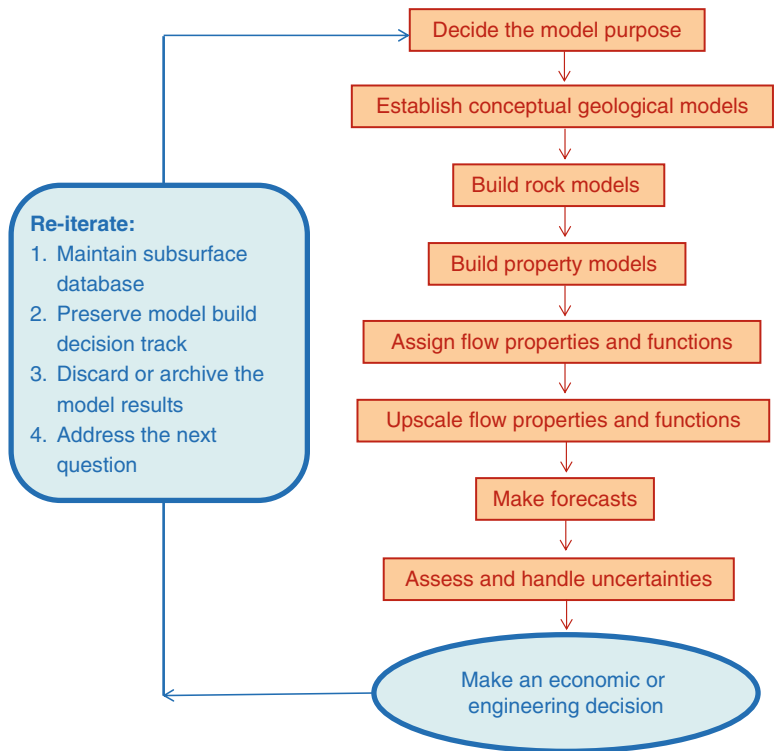 Decide the model purpose
Establish conceptual geological models
Build rock models
Build property models
Assign flow properties and functions
Upscale flow properties and functions
Make forecasts
Assess and handle uncertainties
Make an economic or
engineering decision
Re-iterate:
1. Maintain subsurface
database
2. Preserve model build
decision track
3. Discard or archive the
model results
4. Address the next
question